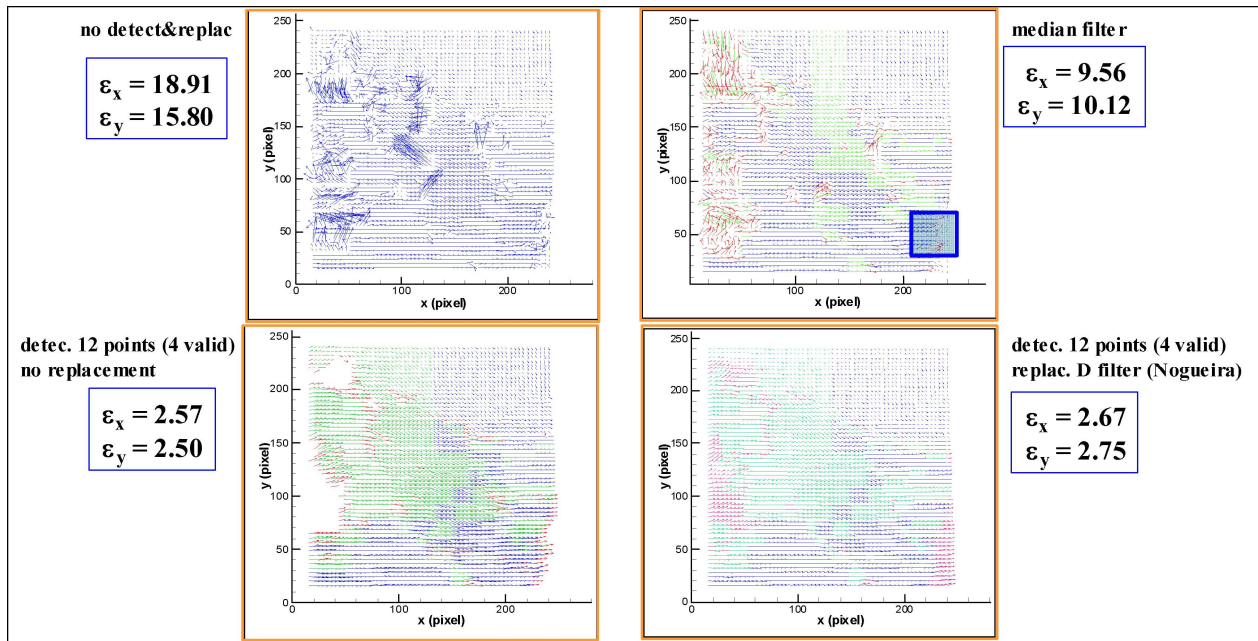 no detect&replac
εx = 18.91
εy = 15.80
250
200
150
100
50
0
y (pixel)
0
100
200
x (pixel)
median filter
εx = 9.56
εy = 10.12
250
200
150
100
50
0
y (pixel)
100
200
x (pixel)
detec. 12 points (4 valid)
no replacement
εx = 2.57
εy = 2.50
250
200
150
100
50
0
y (pixel)
0
100
200
x (pixel)
detec. 12 points (4 valid)
replac. D filter (Nogueira)
εx = 2.67
εy = 2.75
250
200
150
100
50
0
y (pixel)
0
100
200
x (pixel)